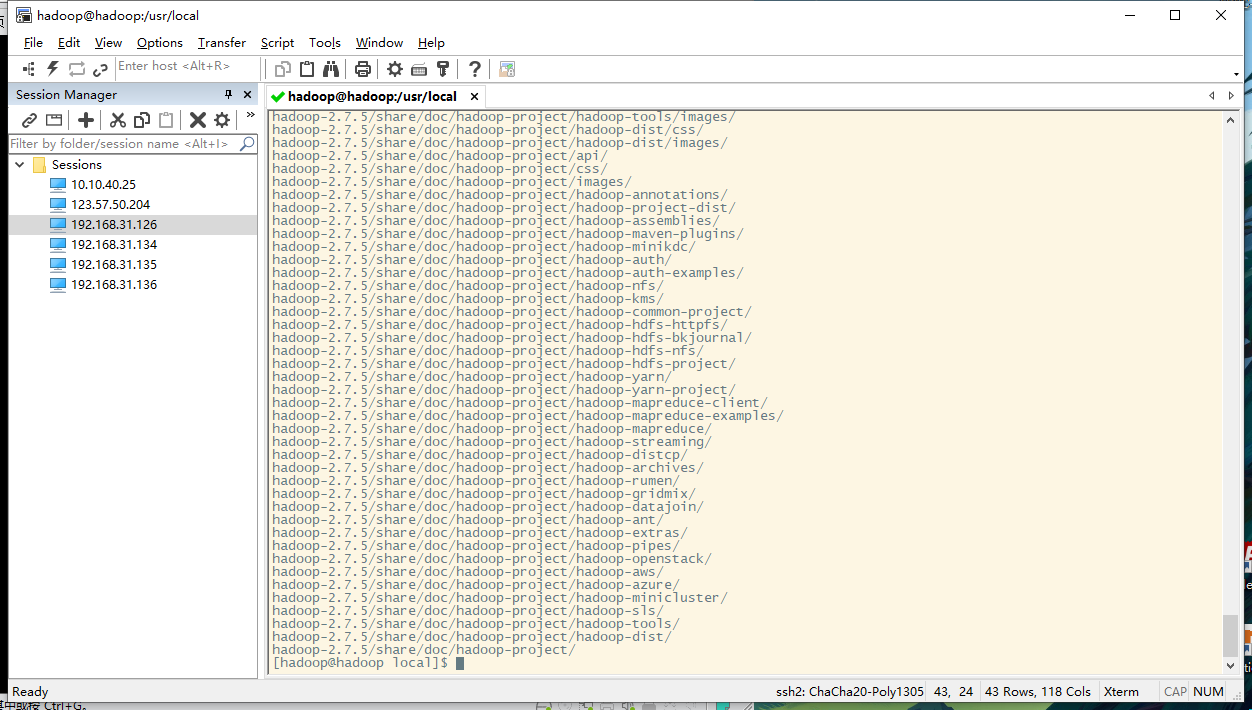 hadoop@hadoop:/usr/local
File Edit View Options Transfer Script Tools Window Help
Enter host <Alt+R>
Session Manager
hadoop@hadoop:/usr/local
Filter by folder/session name <Alt+I>
Sessions
10.10.40.25
123.57.50.204
192.168.31.126
192.168.31.134
192.168.31.135
192.168.31.136
hadoop-2.7.5/share/doc/hadoop-project/hadoop-tools/images/
hadoop-2.7.5/share/doc/hadoop-project/hadoop-dist/css/
hadoop-2.7.5/share/doc/hadoop-project/hadoop-dist/images/
hadoop-2.7.5/share/doc/hadoop-project/api/
hadoop-2.7.5/share/doc/hadoop-project/css/
hadoop-2.7.5/share/doc/hadoop-project/images/
hadoop-2.7.5/share/doc/hadoop-project/hadoop-annotations/
hadoop-2.7.5/share/doc/hadoop-project/hadoop-project-dist/
hadoop-2.7.5/share/doc/hadoop-project/hadoop-assemblies/
hadoop-2.7.5/share/doc/hadoop-project/hadoop-maven-plugins/
hadoop-2.7.5/share/doc/hadoop-project/hadoop-minikdc/
hadoop-2.7.5/share/doc/hadoop-project/hadoop-auth/
hadoop-2.7.5/share/doc/hadoop-project/hadoop-auth-examples/
hadoop-2.7.5/share/doc/hadoop-project/hadoop-nfs/
hadoop-2.7.5/share/doc/hadoop-project/hadoop-kms/
hadoop-2.7.5/share/doc/hadoop-project/hadoop-common-project/
hadoop-2.7.5/share/doc/hadoop-project/hadoop-hdfs-httpfs/
hadoop-2.7.5/share/doc/hadoop-project/hadoop-hdfs-bkjournal/
hadoop-2.7.5/share/doc/hadoop-project/hadoop-hdfs-nfs/
hadoop-2.7.5/share/doc/hadoop-project/hadoop-hdfs-project/
hadoop-2.7.5/share/doc/hadoop-project/hadoop-yarn/
hadoop-2.7.5/share/doc/hadoop-project/hadoop-yarn-project/
hadoop-2.7.5/share/doc/hadoop-project/hadoop-mapreduce-client/
hadoop-2.7.5/share/doc/hadoop-project/hadoop-mapreduce-examples/
hadoop-2.7.5/share/doc/hadoop-project/hadoop-mapreduce/
hadoop-2.7.5/share/doc/hadoop-project/hadoop-streaming/
hadoop-2.7.5/share/doc/hadoop-project/hadoop-distcp/
hadoop-2.7.5/share/doc/hadoop-project/hadoop-archives/
hadoop-2.7.5/share/doc/hadoop-project/hadoop-rumen/
hadoop-2.7.5/share/doc/hadoop-project/hadoop-gridmix/
hadoop-2.7.5/share/doc/hadoop-project/hadoop-datajoin/
hadoop-2.7.5/share/doc/hadoop-project/hadoop-ant/
hadoop-2.7.5/share/doc/hadoop-project/hadoop-extras/
hadoop-2.7.5/share/doc/hadoop-project/hadoop-pipes/
hadoop-2.7.5/share/doc/hadoop-project/hadoop-openstack/
hadoop-2.7.5/share/doc/hadoop-project/hadoop-aws/
hadoop-2.7.5/share/doc/hadoop-project/hadoop-azure/
hadoop-2.7.5/share/doc/hadoop-project/hadoop-minicluster/
hadoop-2.7.5/share/doc/hadoop-project/hadoop-sls/
hadoop-2.7.5/share/doc/hadoop-project/hadoop-tools/
hadoop-2.7.5/share/doc/hadoop-project/hadoop-dist/
hadoop-2.7.5/share/doc/hadoop-project/
[hadoop@hadoop local]$
Ready ssh2: ChaCha20-Poly1305 43, 24 43 Rows, 118 Cols Xterm CAP NUM
中或按 Ctrl+G。